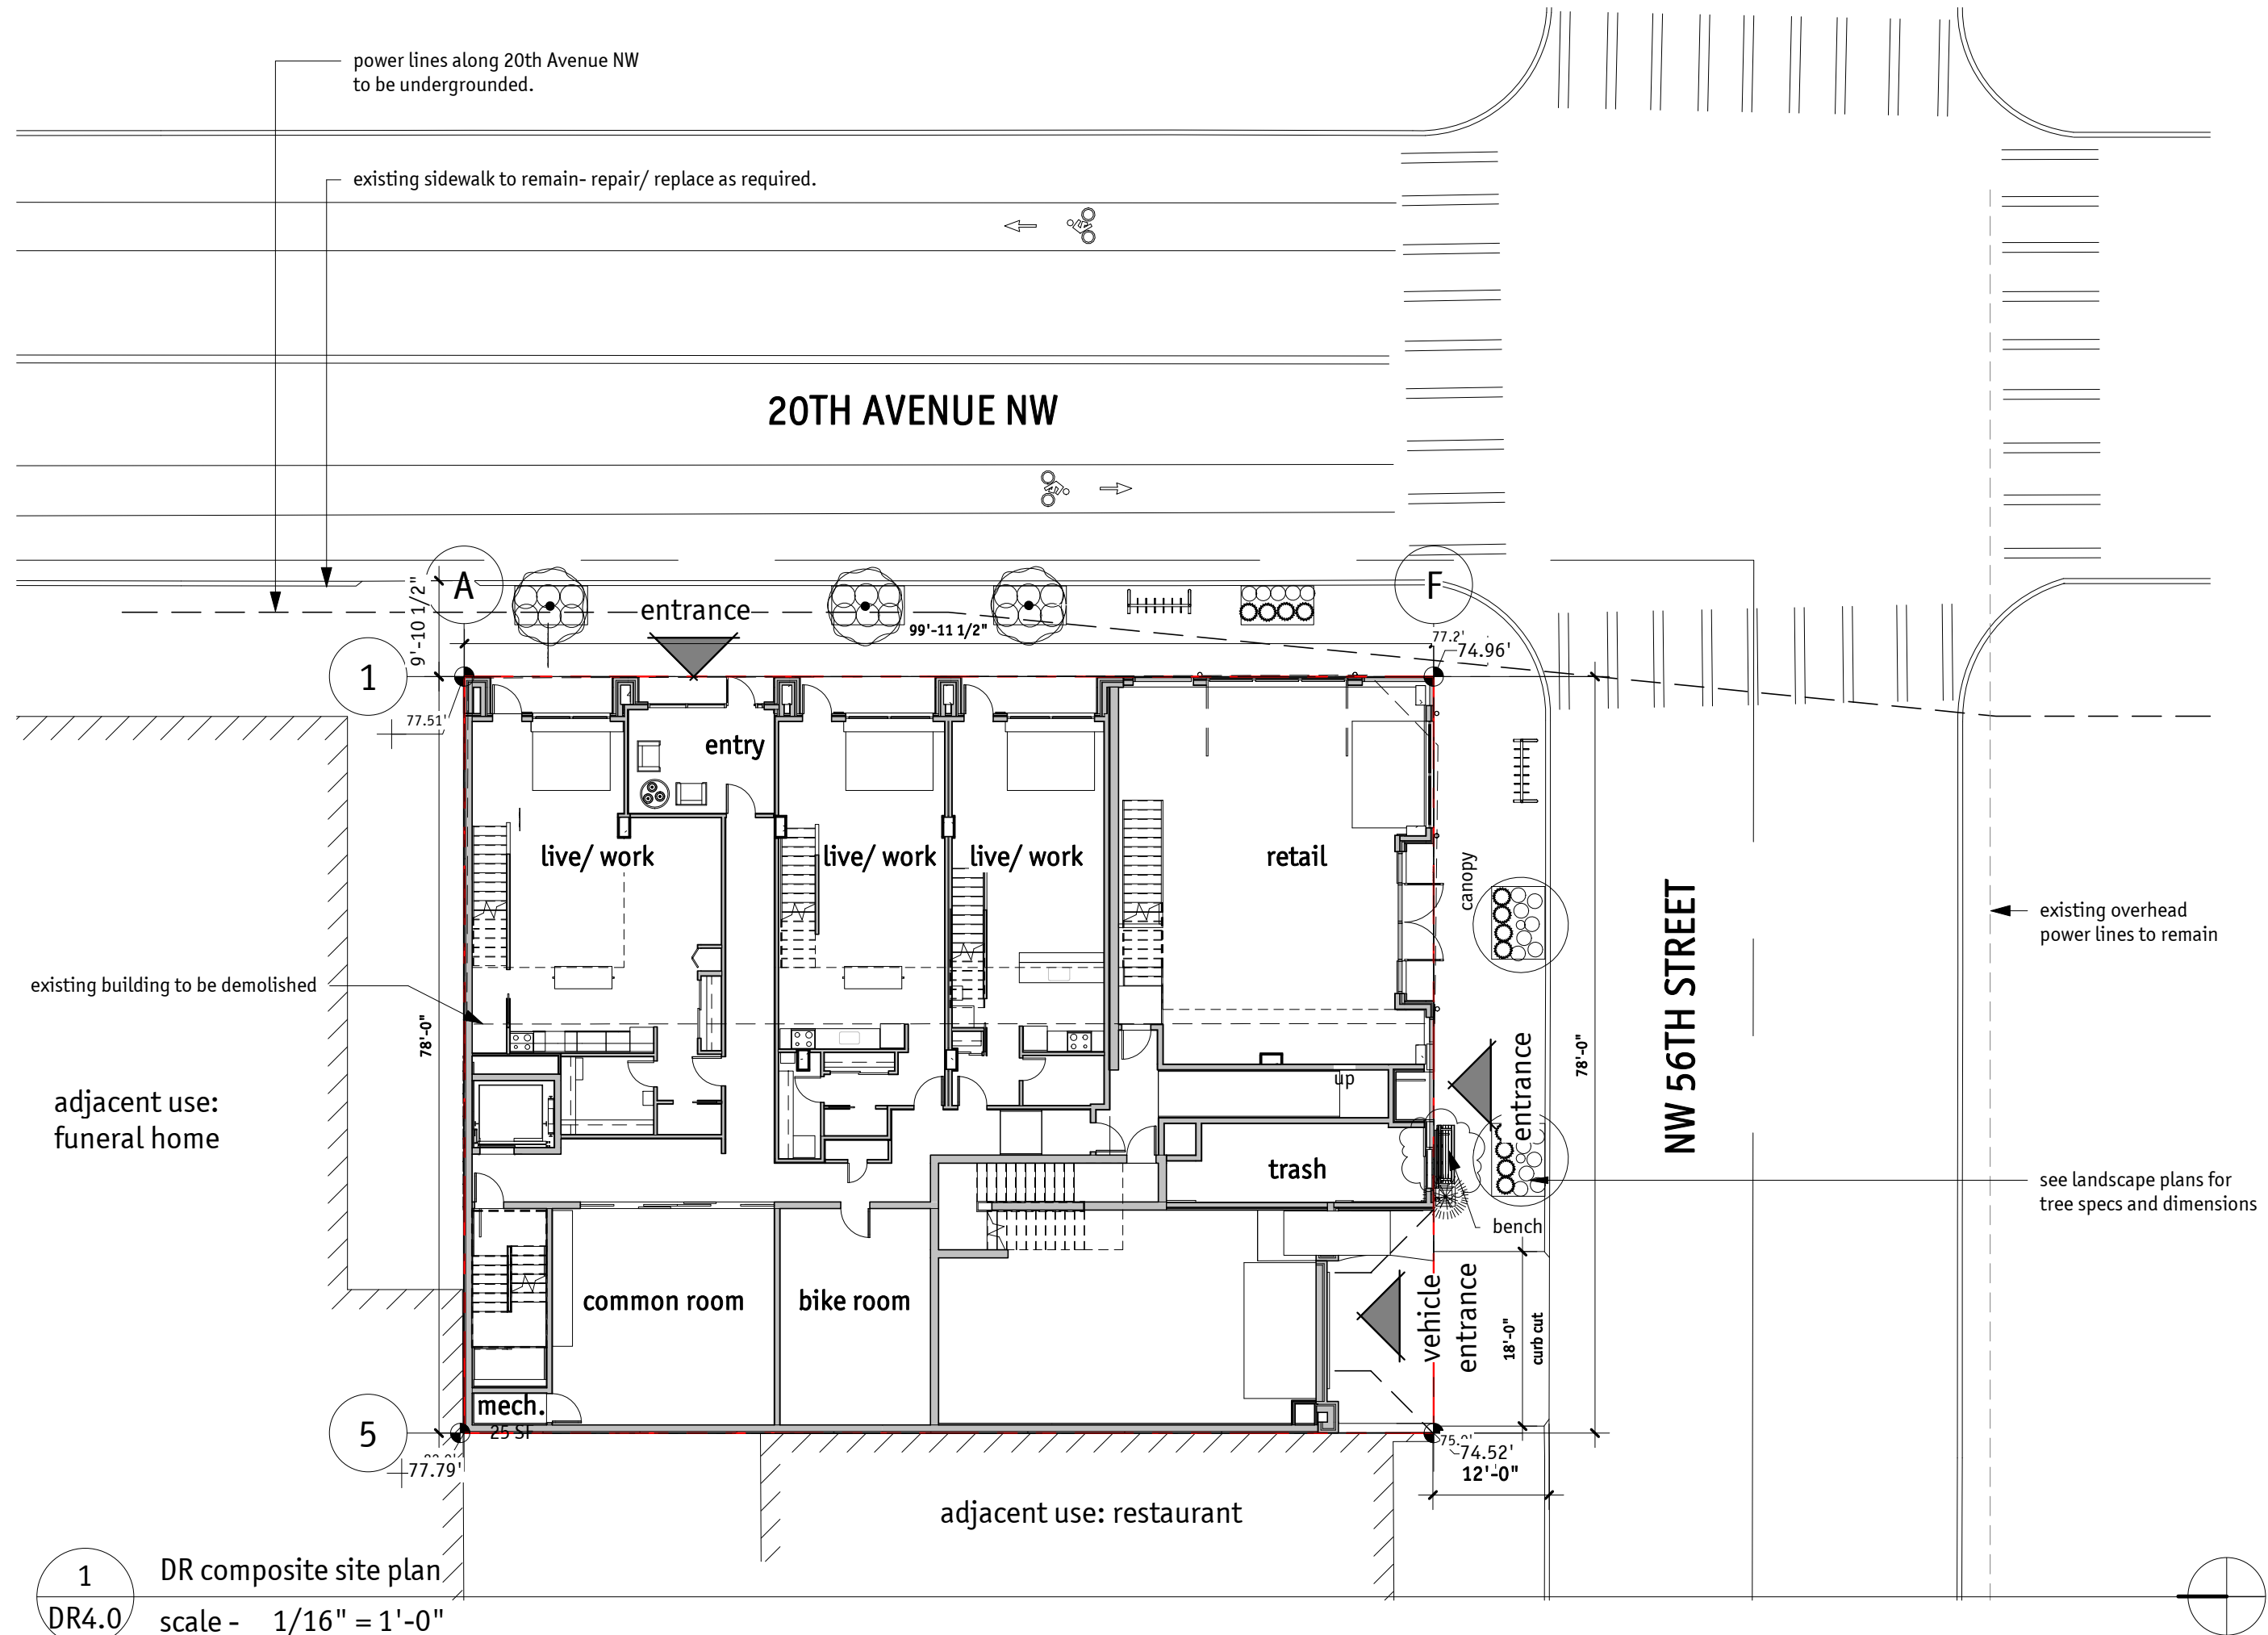 power lines along 20th Avenue NW
to be undergrounded.
existing sidewalk to remain- repair/ replace as required.
20TH AVENUE NW
A
F
9'-10 1/2"
entrance
99'-11 1/2"
77.2'
74.96'
1
77.51'
entry
live/ work
live/ work
live/ work
retail
canopy
NW 56TH STREET
existing overhead
power lines to remain
existing building to be demolished
78'-0"
78'-0"
entrance
up
adjacent use:
funeral home
trash
see landscape plans for
tree specs and dimensions
bench
common room
bike room
vehicle
entrance
18'-0"
curb cut
mech.
25 SF
5
77.79'
74.52'
12'-0"
adjacent use: restaurant
1
DR4.0
DR composite site plan
scale - 1/16" = 1'-0"